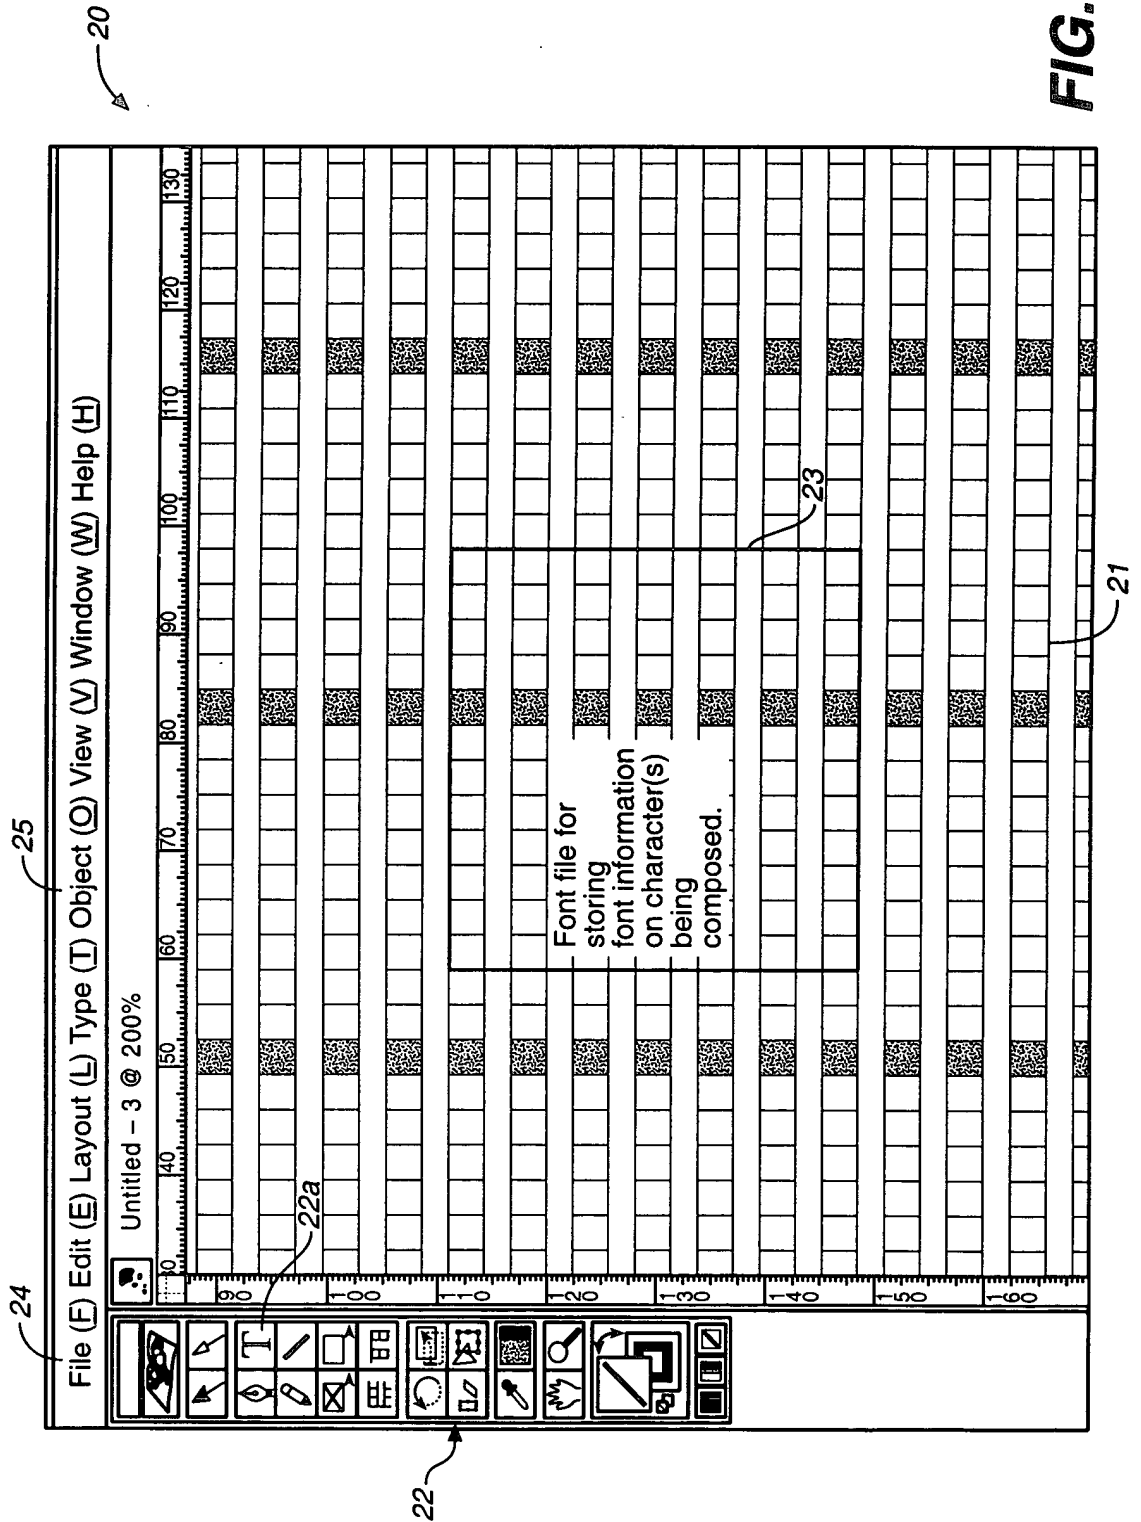 20
25
24
File (F) Edit (E) Layout (L) Type (T) Object (O) View (V) Window (W) Help (H)
Untitled – 3 @ 200%
30 40 50 60 70 80 90 100 110 120 130
22a
T
22
90
100
110
120
130
140
150
160
Font file for
storing
font information
on character(s)
being
composed.
23
21
FIG.